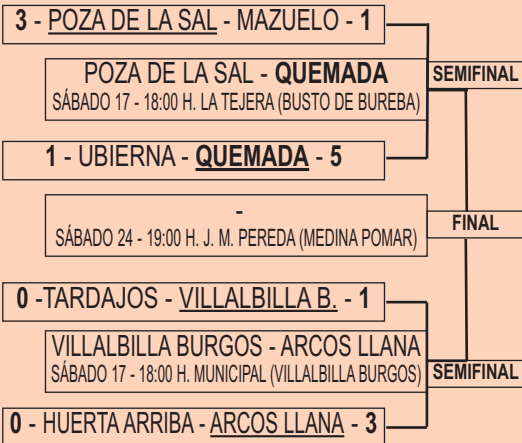 3 - POZA DE LA SAL - MAZUELO - 1
POZA DE LA SAL - QUEMADA
SÁBADO 17 - 18:00 H. LA TEJERA (BUSTO DE BUREBA)
SEMIFINAL
1 - UBIERNA - QUEMADA - 5
-
SÁBADO 24 - 19:00 H. J. M. PEREDA (MEDINA POMAR)
FINAL
0 -TARDAJOS - VILLALBILLA B. - 1
VILLALBILLA BURGOS - ARCOS LLANA
SÁBADO 17 - 18:00 H. MUNICIPAL (VILLALBILLA BURGOS)
SEMIFINAL
0 - HUERTA ARRIBA - ARCOS LLANA - 3